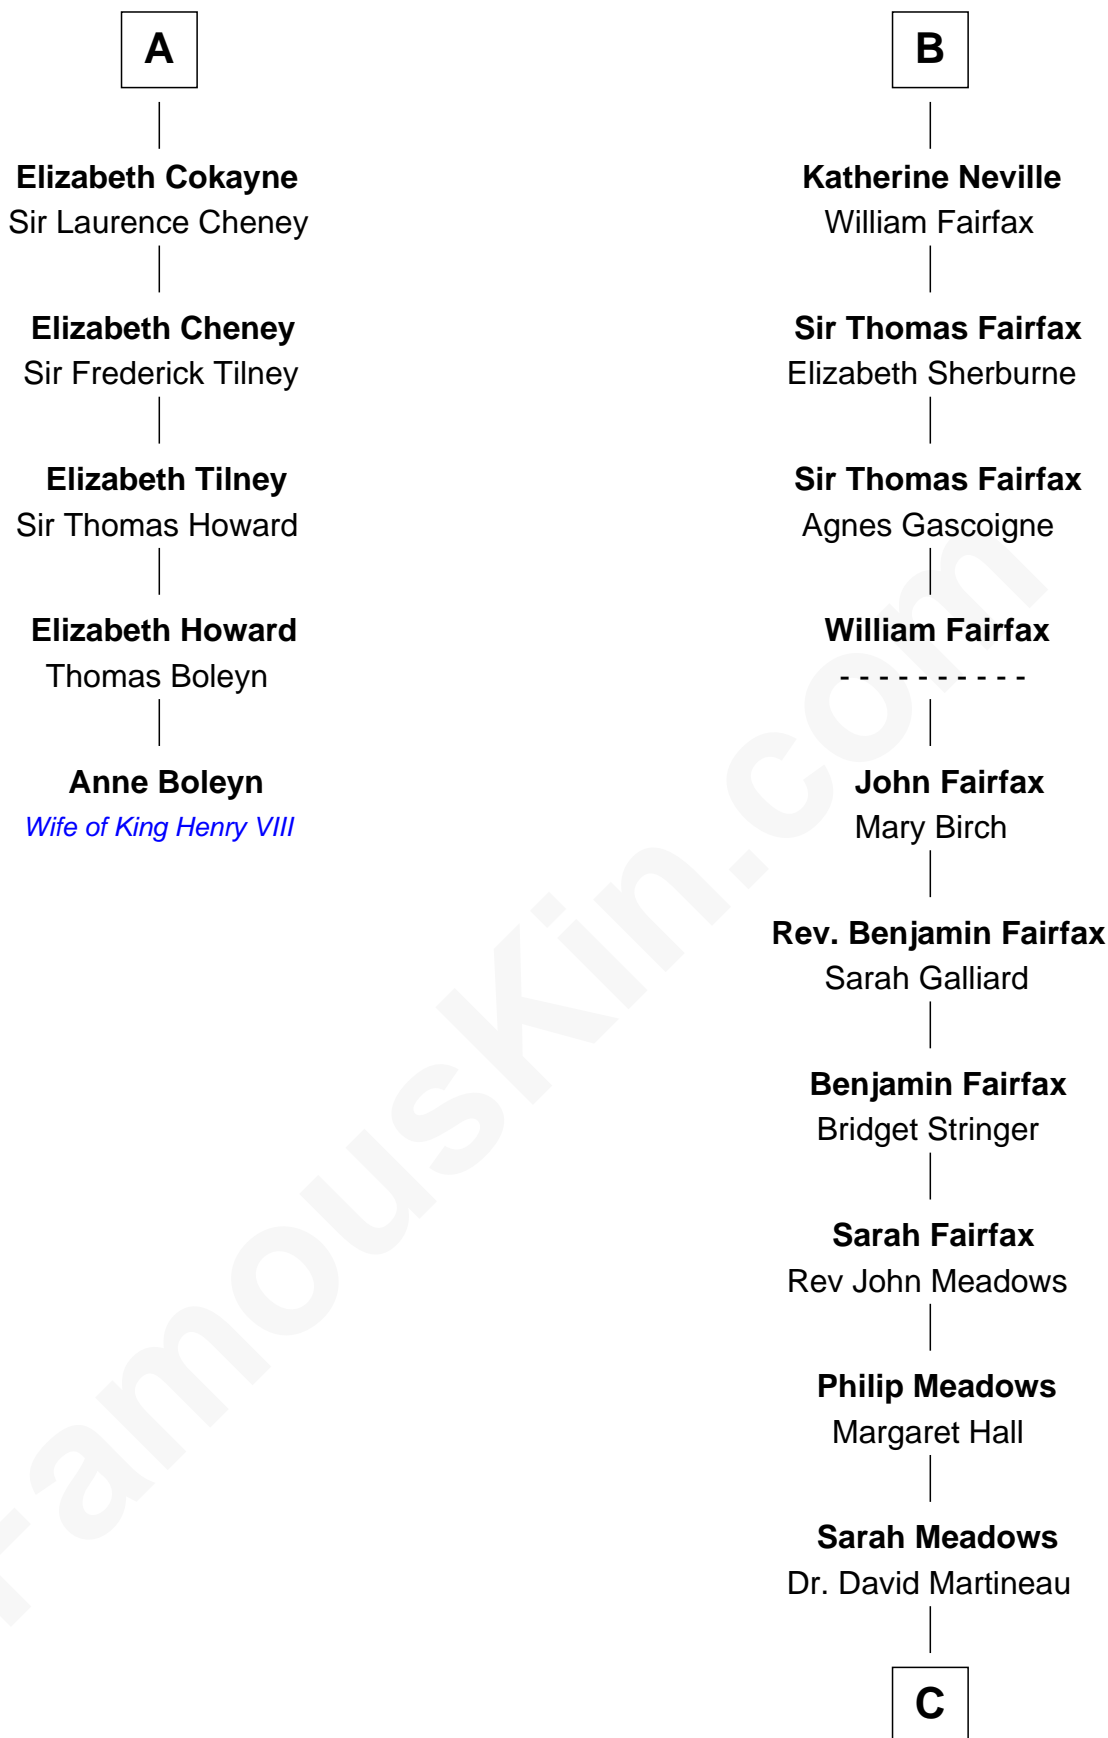 A
Elizabeth Cokayne
Sir Laurence Cheney
Elizabeth Cheney
Sir Frederick Tilney
Elizabeth Tilney
Sir Thomas Howard
Elizabeth Howard
Thomas Boleyn
Anne Boleyn
Wife of King Henry VIII
B
Katherine Neville
William Fairfax
Sir Thomas Fairfax
Elizabeth Sherburne
Sir Thomas Fairfax
Agnes Gascoigne
William Fairfax
- - - - - - - - - -
John Fairfax
Mary Birch
Rev. Benjamin Fairfax
Sarah Galliard
Benjamin Fairfax
Bridget Stringer
Sarah Fairfax
Rev John Meadows
Philip Meadows
Margaret Hall
Sarah Meadows
Dr. David Martineau
C
FamousKin.com